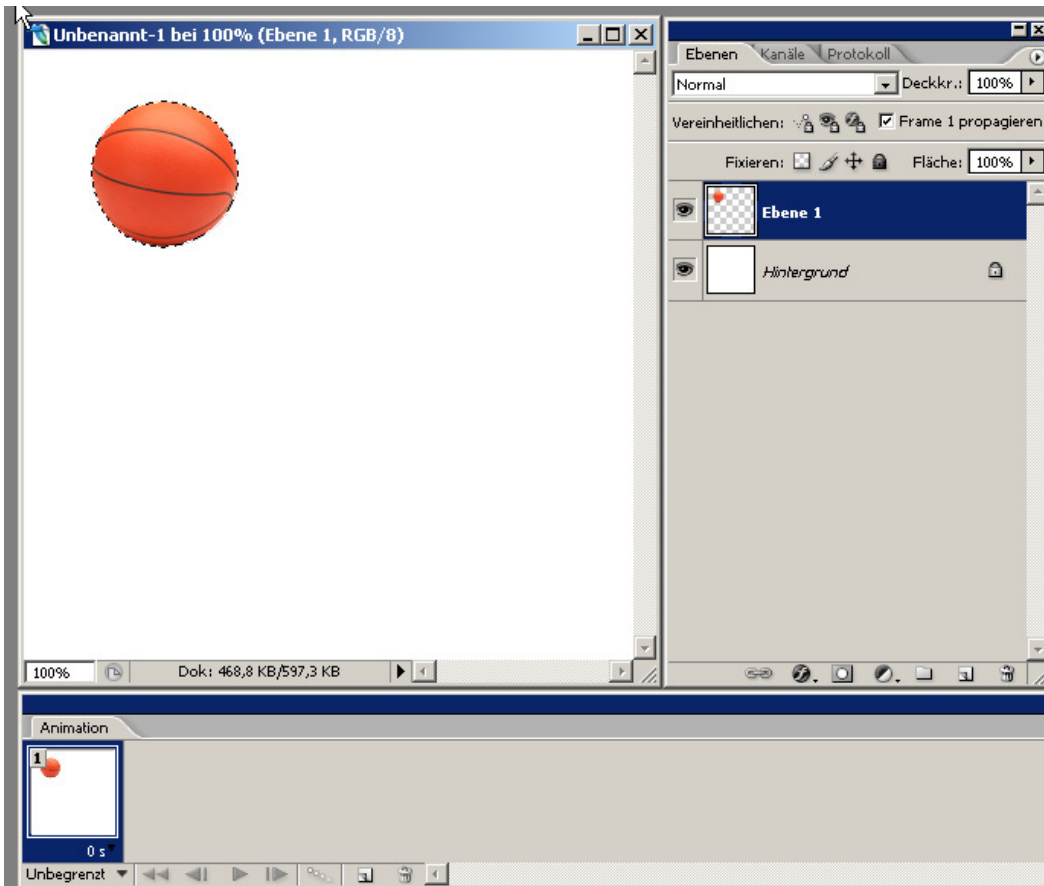 Unbenannt-1 bei 100% (Ebene 1, RGB/8)
Ebenen Kanäle Protokoll
Normal Deckkr.: 100%
Vereinheitlichen: Frame 1 propagieren
Fixieren: Fläche: 100%
Ebene 1
Hintergrund
100% Dok: 468,8 KB/597,3 KB
Animation
1
0 s
Unbegrenzt